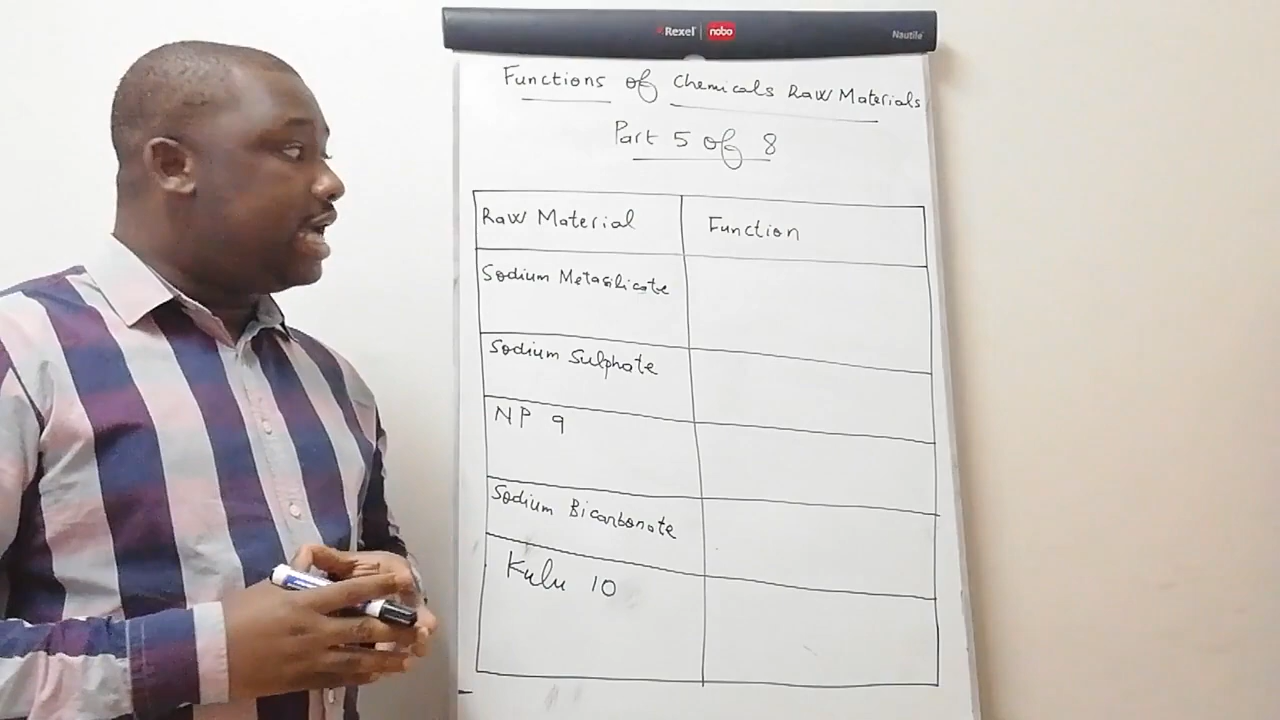 Rexel nobo Nautile
Functions of Chemicals Raw Materials
Part 5 of 8
Raw Material Function
Sodium Metasilicate
Sodium Sulphate
NP 9
Sodium Bicarbonate
Kulu 10